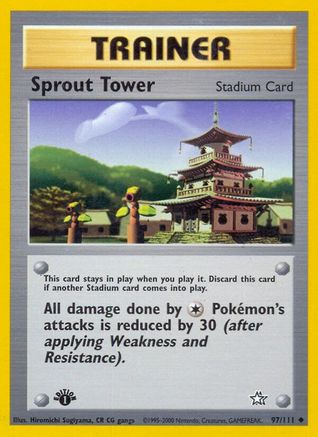 TRAINER
Sprout Tower Stadium Card
This card stays in play when you play it. Discard this card
if another Stadium card comes into play.
All damage done by Pokémon's
attacks is reduced by 30 (after
applying Weakness and
Resistance).
EDITION
1
Illus. Hiromichi Sugiyama, CR CG gangs ©1995-2000 Nintendo, Creatures, GAMEFREAK. 97/111